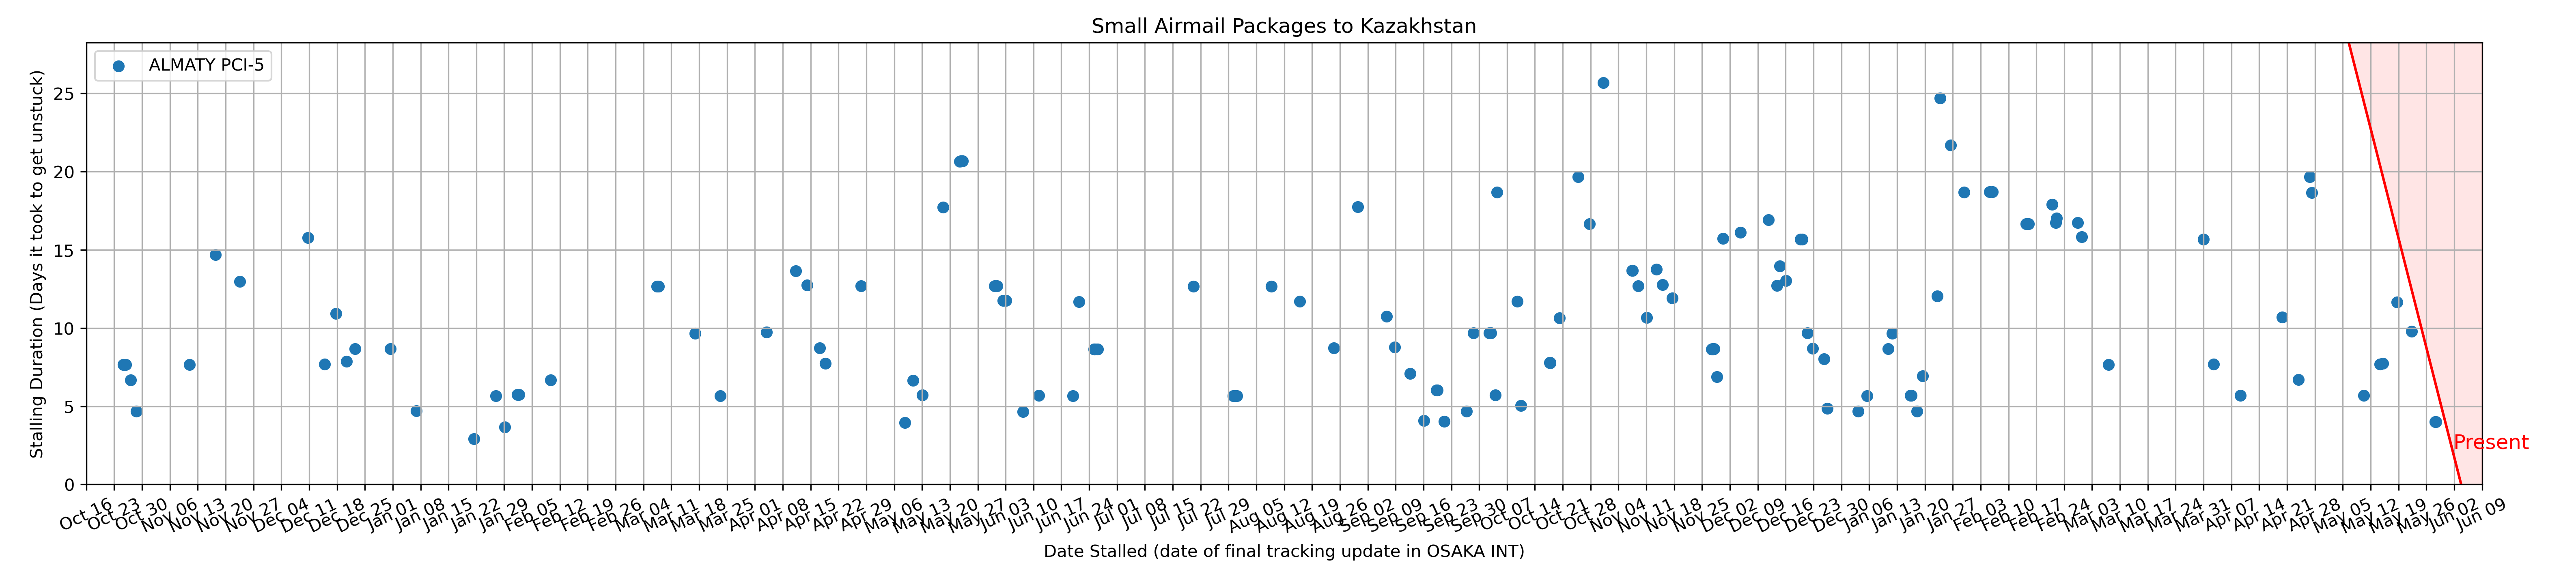 Small Airmail Packages to Kazakhstan
ALMATY PCI-5
Stalling Duration (Days it took to get unstuck)
25
20
15
10
5
0
Present
Oct 16
Oct 23
Oct 30
Nov 06
Nov 13
Nov 20
Nov 27
Dec 04
Dec 11
Dec 18
Dec 25
Jan 01
Jan 08
Jan 15
Jan 22
Jan 29
Feb 05
Feb 12
Feb 19
Feb 26
Mar 04
Mar 11
Mar 18
Mar 25
Apr 01
Apr 08
Apr 15
Apr 22
Apr 29
May 06
May 13
May 20
May 27
Jun 03
Jun 10
Jun 17
Jun 24
Jul 01
Jul 08
Jul 15
Jul 22
Jul 29
Aug 05
Aug 12
Aug 19
Aug 26
Sep 02
Sep 09
Sep 16
Sep 23
Sep 30
Oct 07
Oct 14
Oct 21
Oct 28
Nov 04
Nov 11
Nov 18
Nov 25
Dec 02
Dec 09
Dec 16
Dec 23
Dec 30
Jan 06
Jan 13
Jan 20
Jan 27
Feb 03
Feb 10
Feb 17
Feb 24
Mar 03
Mar 10
Mar 17
Mar 24
Mar 31
Apr 07
Apr 14
Apr 21
Apr 28
May 05
May 12
May 19
May 26
Jun 02
Jun 09
Date Stalled (date of final tracking update in OSAKA INT)